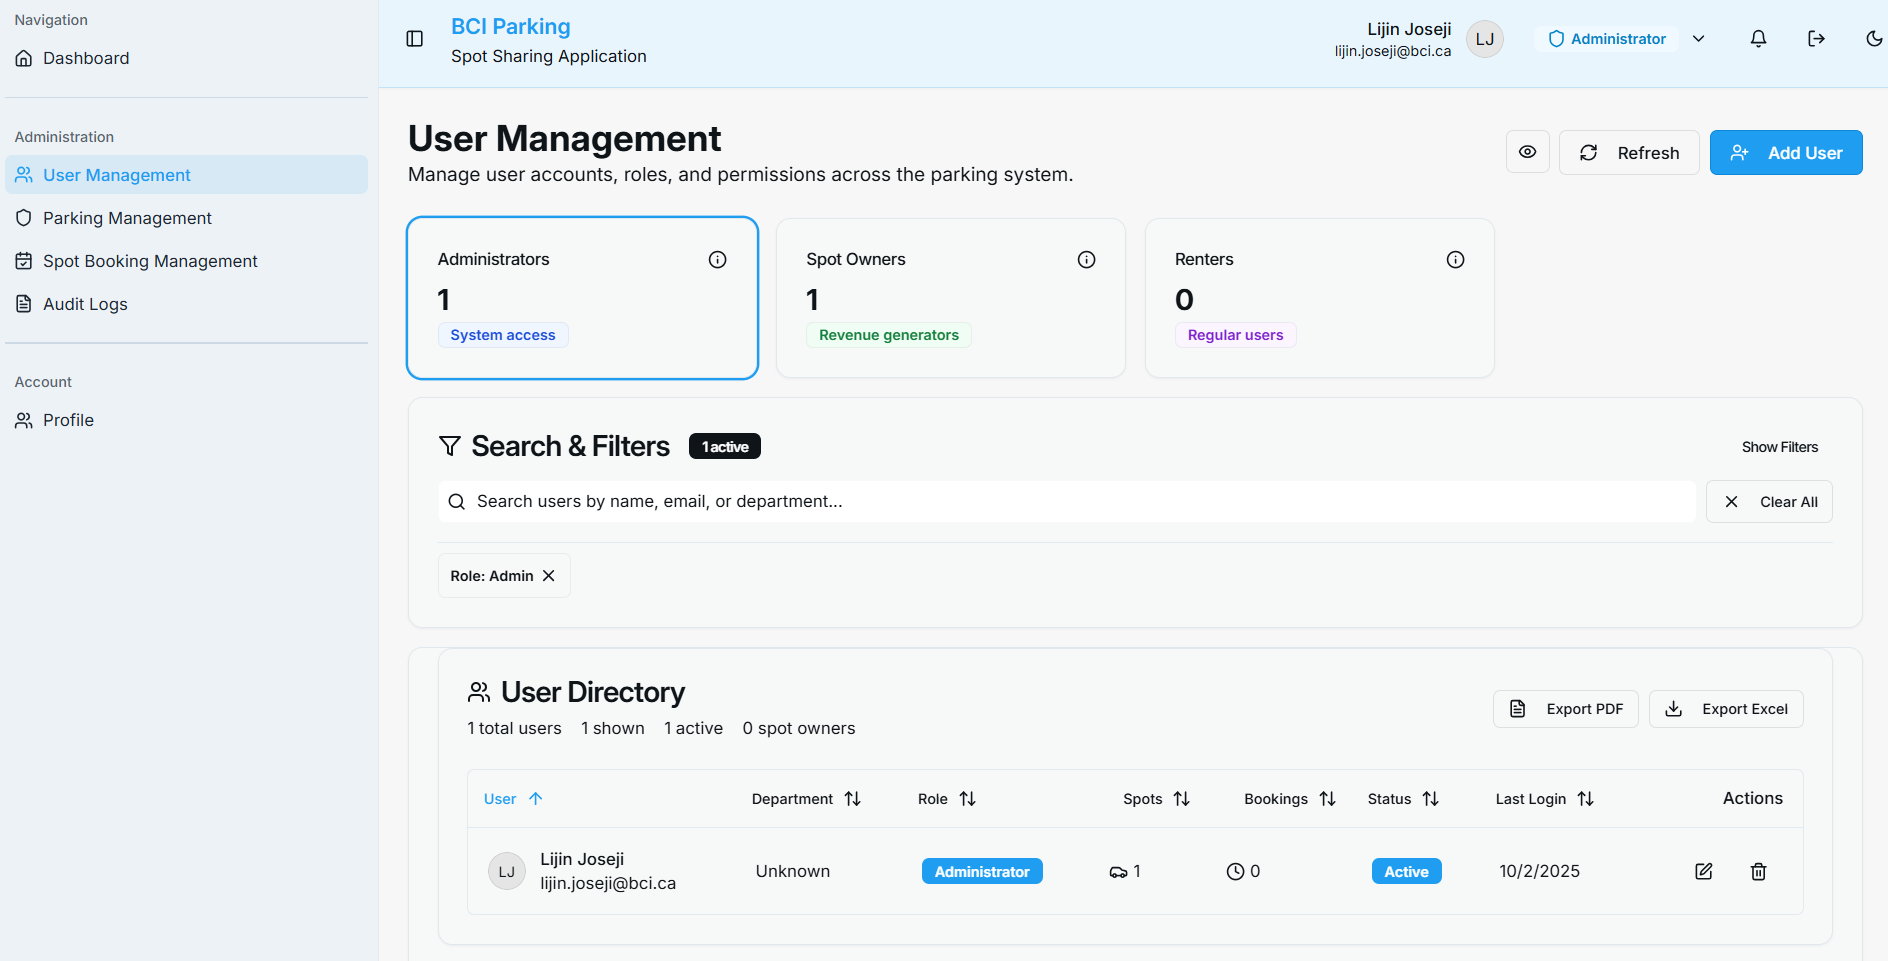 Navigation
Dashboard
Administration
User Management
Parking Management
Spot Booking Management
Audit Logs
Account
Profile
BCI Parking
Spot Sharing Application
Lijin Joseji
lijin.joseji@bci.ca
LJ
Administrator
User Management
Manage user accounts, roles, and permissions across the parking system.
Refresh
Add User
Administrators
1
System access
Spot Owners
1
Revenue generators
Renters
0
Regular users
Search & Filters
1 active
Show Filters
Search users by name, email, or department...
Clear All
Role: Admin
User Directory
1 total users 1 shown 1 active 0 spot owners
Export PDF
Export Excel
User Department Role Spots Bookings Status Last Login Actions
LJ
Lijin Joseji
lijin.joseji@bci.ca
Unknown
Administrator
1
0
Active
10/2/2025